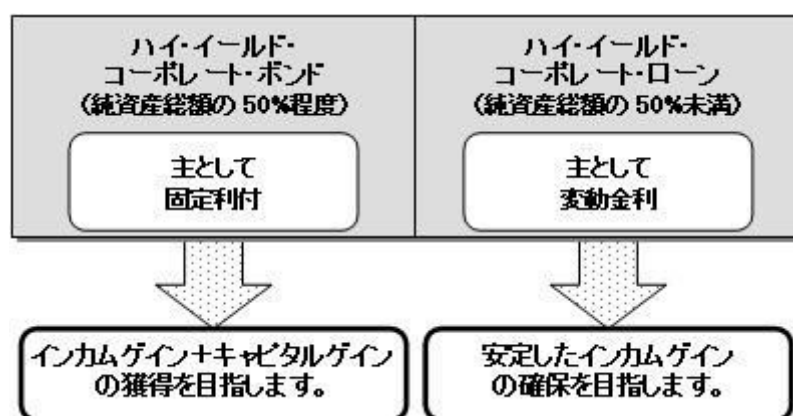 ハイ・イールド・
コーポレート・ボンド
(純資産総額の50%程度)
主として
固定利付
インカムゲイン+キャピタルゲイン
の獲得を目指します。
ハイ・イールド・
コーポレート・ローン
(純資産総額の50%未満)
主として
変動金利
安定したインカムゲイン
の確保を目指します。